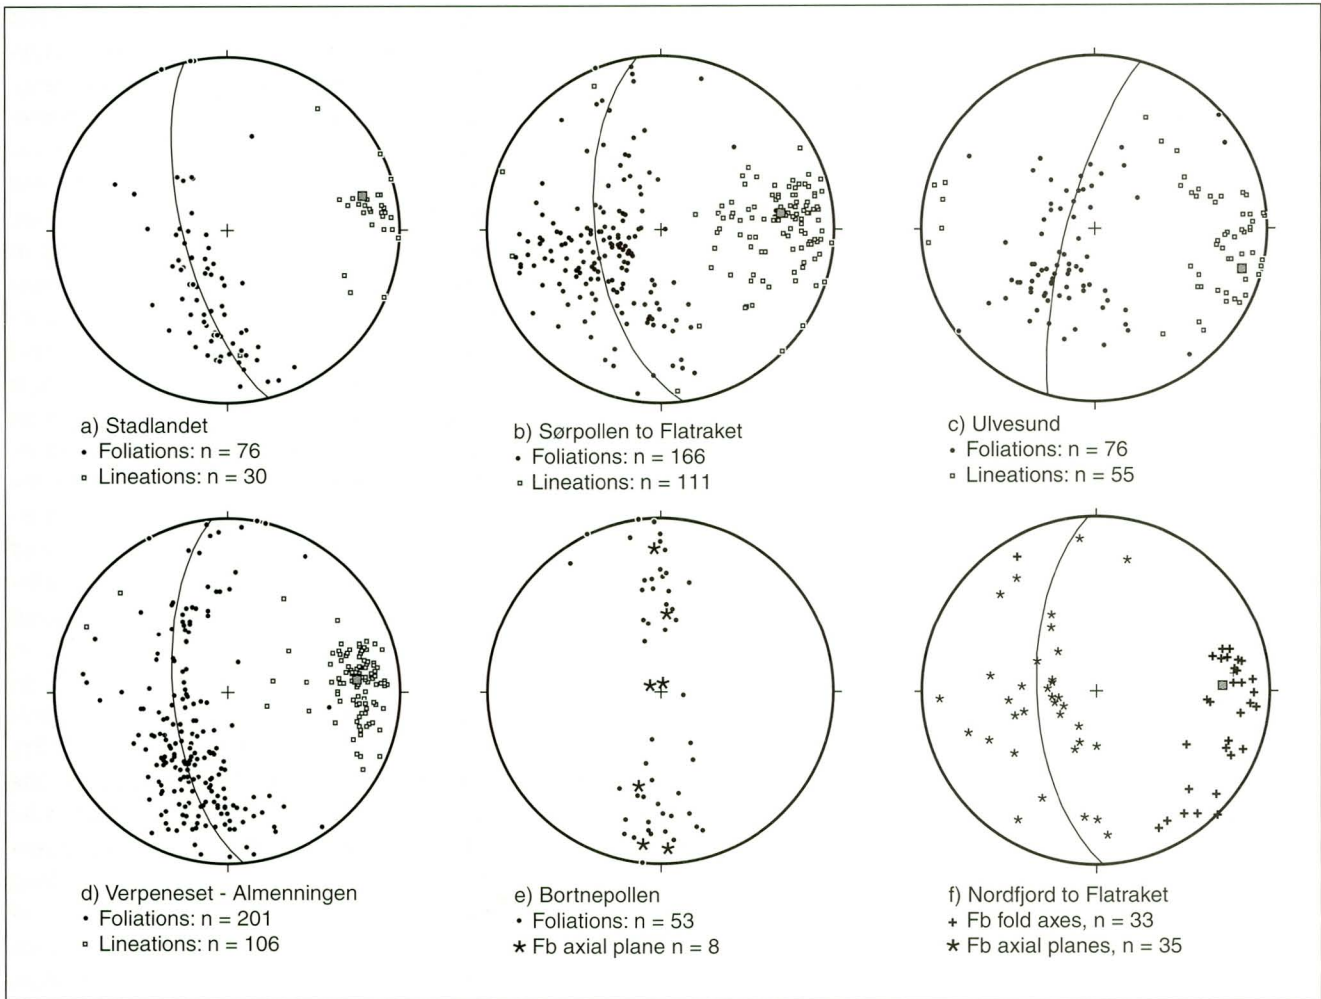 a) Stadlandet
• Foliations: n = 76
▫ Lineations: n = 30
b) Sørpollen to Flatraket
• Foliations: n = 166
▫ Lineations: n = 111
c) Ulvesund
• Foliations: n = 76
▫ Lineations: n = 55
d) Verpeneset - Almenningen
• Foliations: n = 201
▫ Lineations: n = 106
e) Bortnepollen
• Foliations: n = 53
★ Fb axial plane n = 8
f) Nordfjord to Flatraket
+ Fb fold axes, n = 33
* Fb axial planes, n = 35